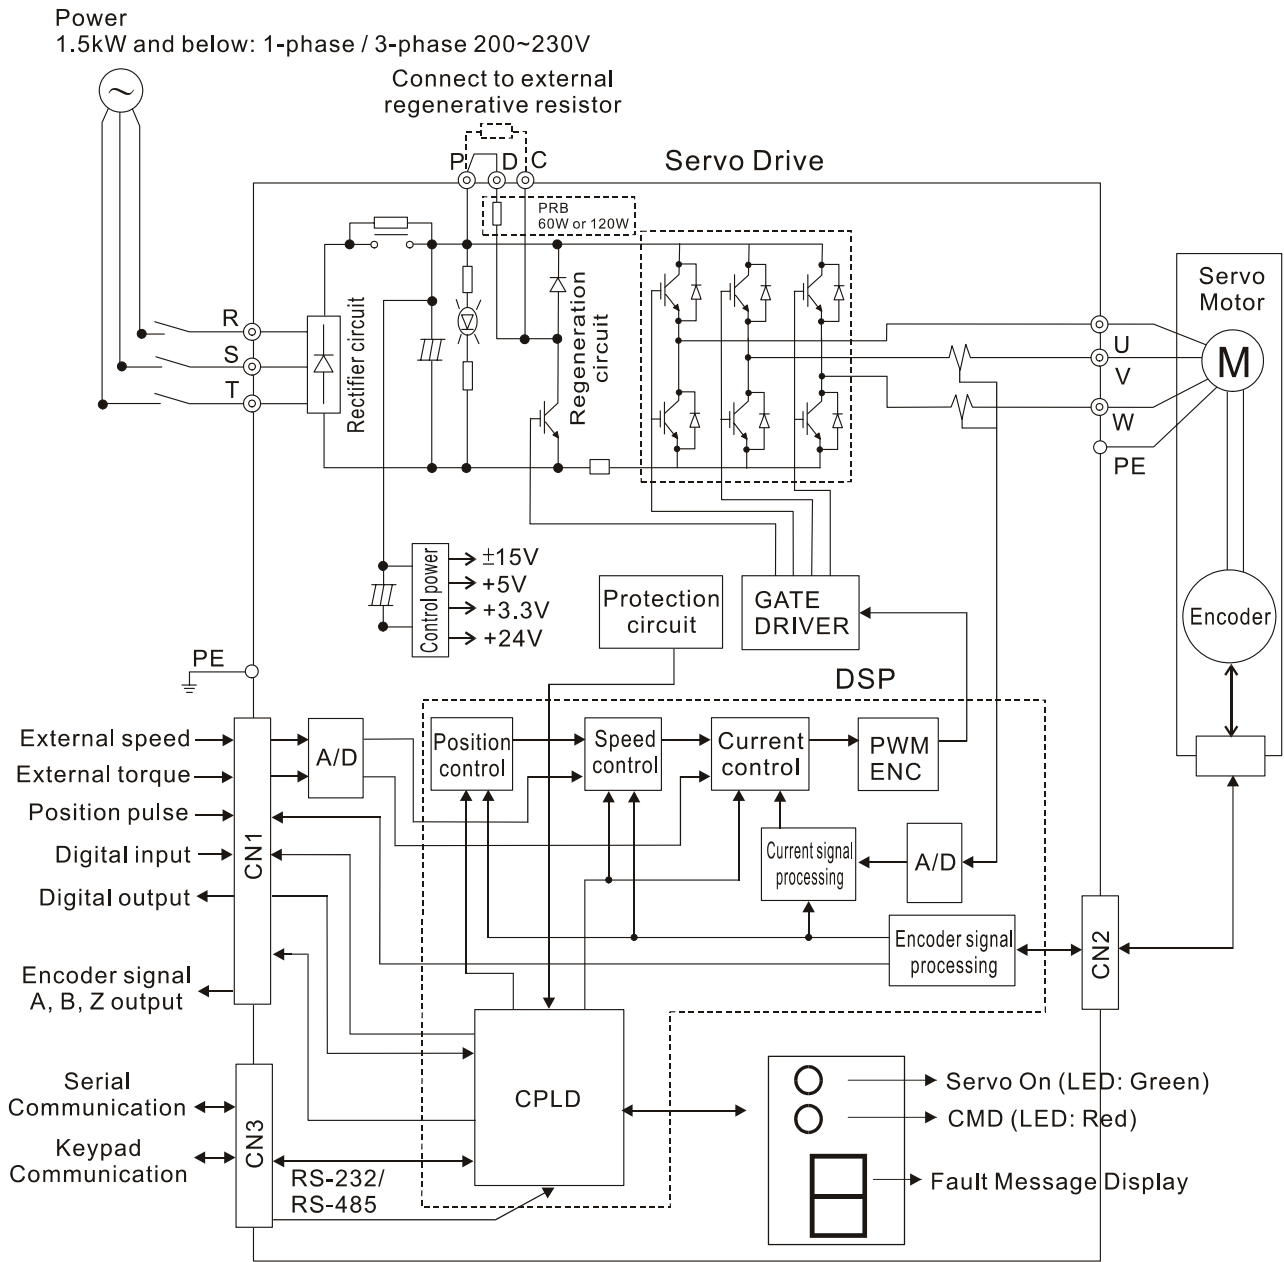 Power
1.5kW and below: 1-phase / 3-phase 200~230V
Connect to external
regenerative resistor
P
D
C
Servo Drive
PRB
60W or 120W
Servo
Motor
R
S
T
Rectifier circuit
Regeneration
circuit
U
V
W
PE
M
Encoder
Control power
±15V
+5V
+3.3V
+24V
Protection
circuit
GATE
DRIVER
PE
DSP
External speed
External torque
Position pulse
Digital input
Digital output
Encoder signal
A, B, Z output
CN1
A/D
Position
control
Speed
control
Current
control
PWM
ENC
Current signal
processing
A/D
Encoder signal
processing
CN2
Serial
Communication
Keypad
Communication
CN3
RS-232/
RS-485
CPLD
Servo On (LED: Green)
CMD (LED: Red)
Fault Message Display